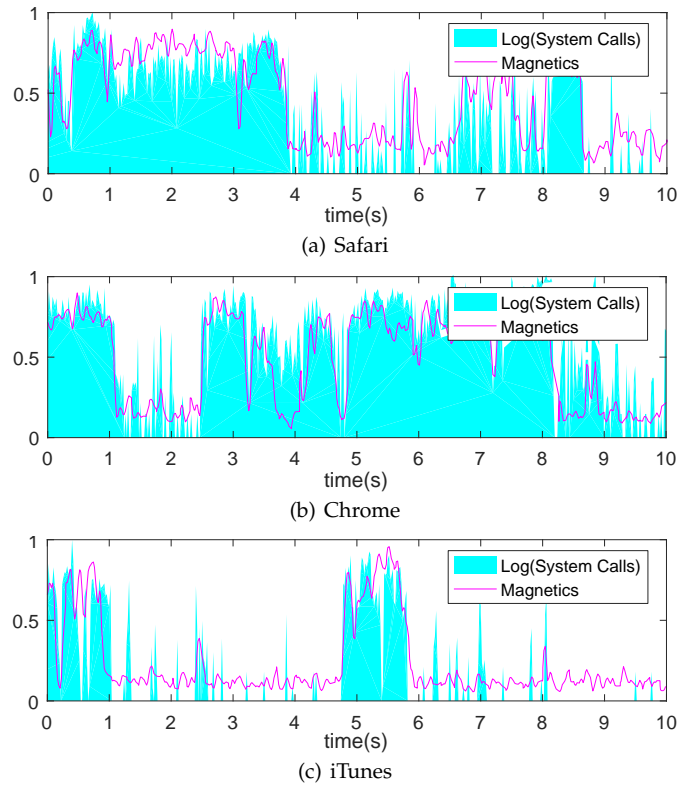 1
0.5
0
Log(System Calls)
Magnetics
0 1 2 3 4 5 6 7 8 9 10
time(s)
(a) Safari
1
0.5
0
Log(System Calls)
Magnetics
0 1 2 3 4 5 6 7 8 9 10
time(s)
(b) Chrome
1
0.5
0
Log(System Calls)
Magnetics
0 1 2 3 4 5 6 7 8 9 10
time(s)
(c) iTunes